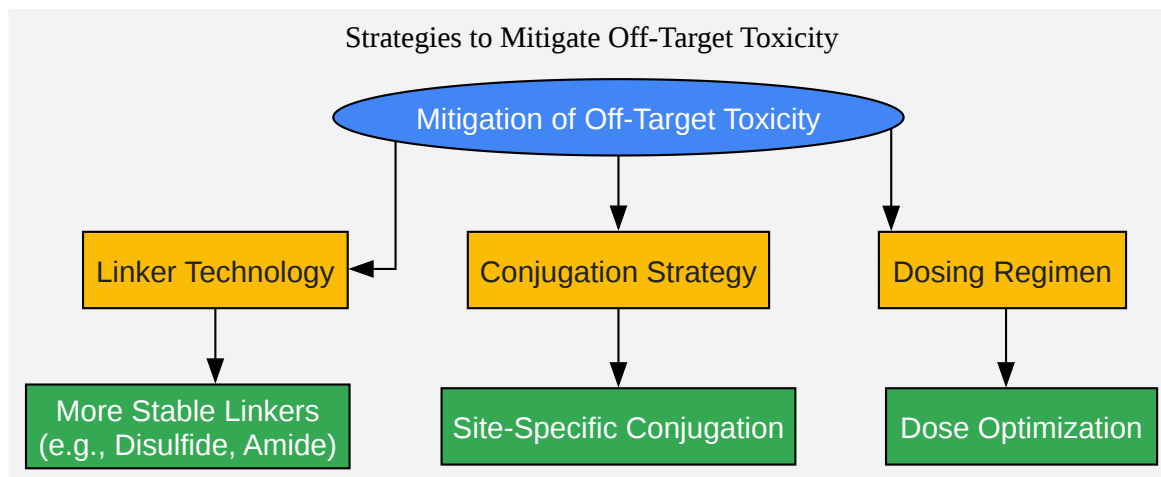 Strategies to Mitigate Off-Target Toxicity
Mitigation of Off-Target Toxicity
Linker Technology
Conjugation Strategy
Dosing Regimen
More Stable Linkers
(e.g., Disulfide, Amide)
Site-Specific Conjugation
Dose Optimization